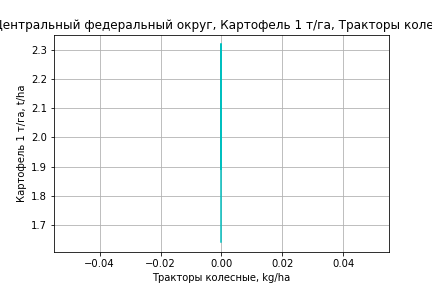 Центральный федеральный округ, Картофель 1 т/га, Тракторы коле
2.3
2.2
2.1
2.0
1.9
1.8
1.7
Картофель 1 т/га, t/ha
−0.04 −0.02 0.00 0.02 0.04
Тракторы колесные, kg/ha